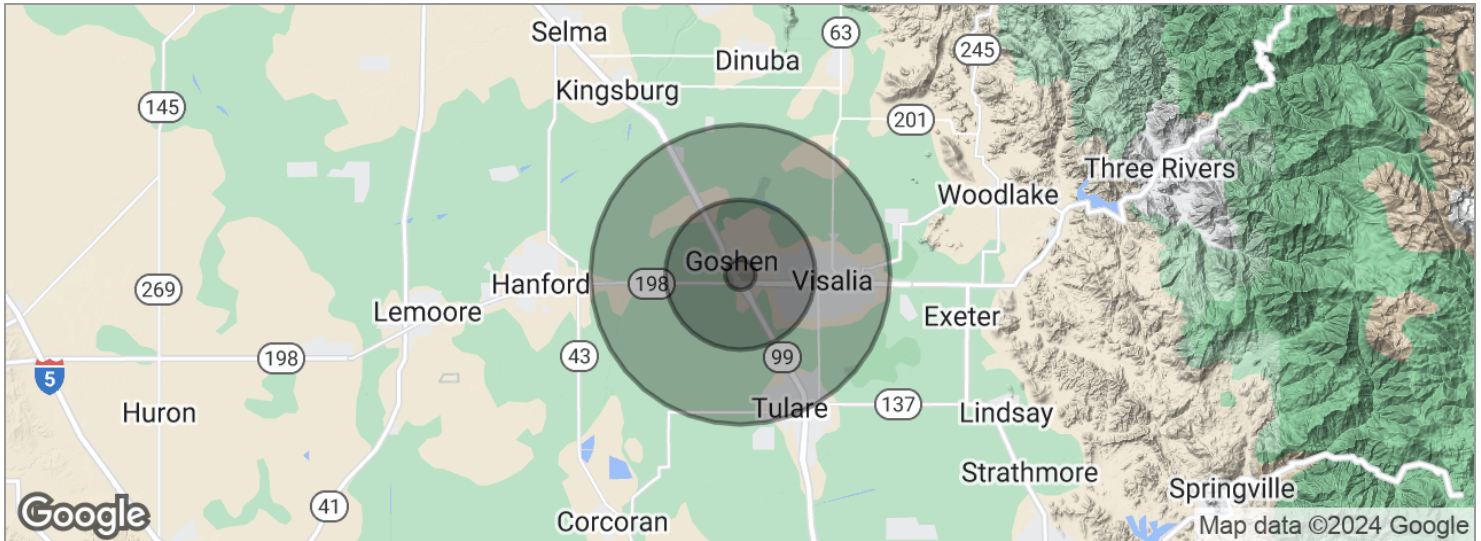 Selma
63
245
Dinuba
Kingsburg
145
201
Three Rivers
Woodlake
Goshen
269
Hanford
198
Visalia
Lemoore
Exeter
198
43
99
5
Huron
Tulare
137
Lindsay
Strathmore
Springville
41
Google
Corcoran
Map data ©2024 Google